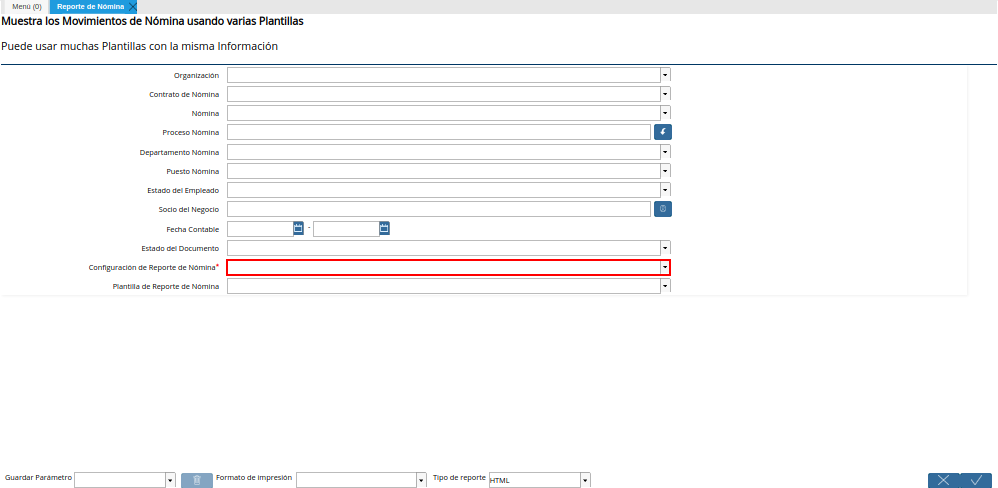 Menú (0) Reporte de Nómina
Muestra los Movimientos de Nómina usando varias Plantillas
Puede usar muchas Plantillas con la misma Información
Organización
Contrato de Nómina
Nómina
Proceso Nómina
Departamento Nómina
Puesto Nómina
Estado del Empleado
Socio del Negocio
Fecha Contable -
Estado del Documento
Configuración de Reporte de Nómina*
Plantilla de Reporte de Nómina
Guardar Parámetro Formato de impresión Tipo de reporte HTML